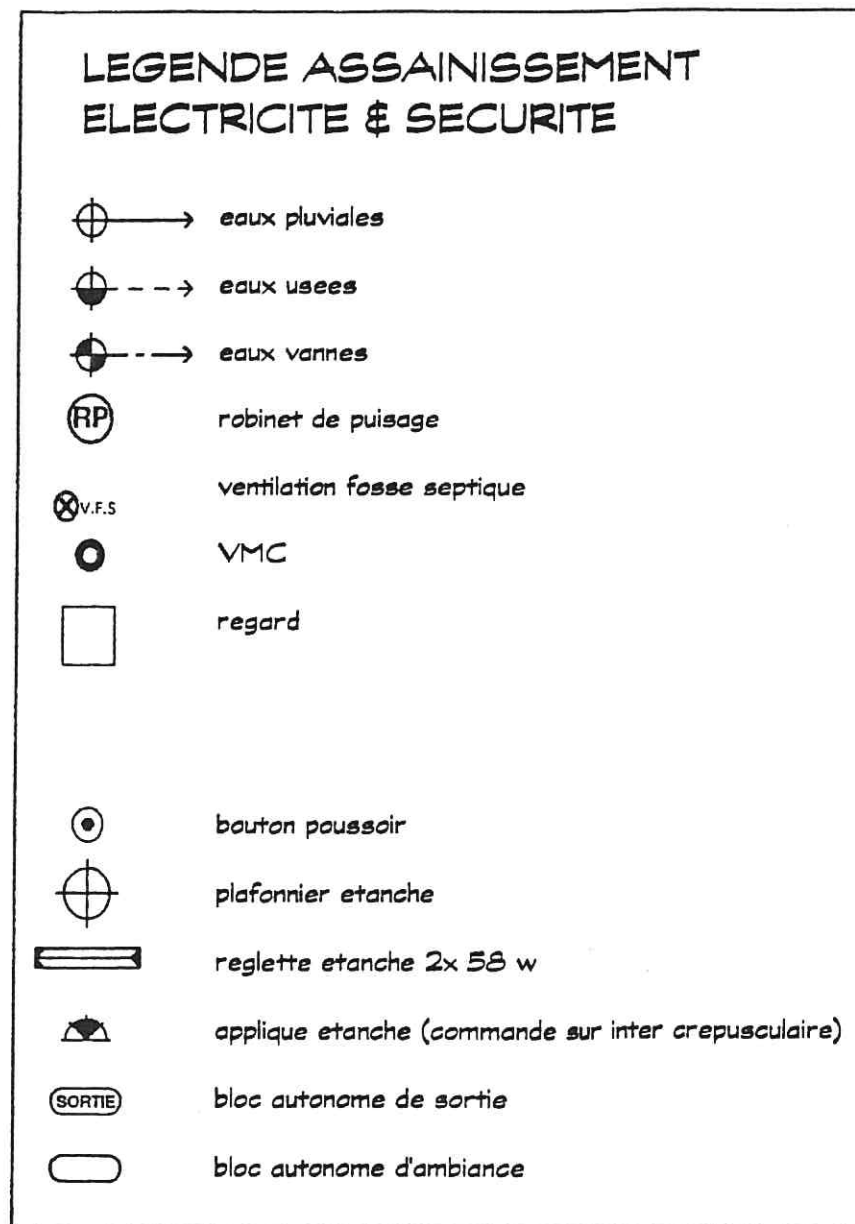 LEGENDE ASSAINISSEMENT
ELECTRICITE & SECURITE
eaux pluviales
eaux usees
eaux vannes
RP robinet de puisage
V.F.S ventilation fosse septique
VMC
regard
bouton poussoir
plafonnier etanche
reglette etanche 2x 58 w
applique etanche (commande sur inter crepusculaire)
SORTIE bloc autonome de sortie
bloc autonome d'ambiance